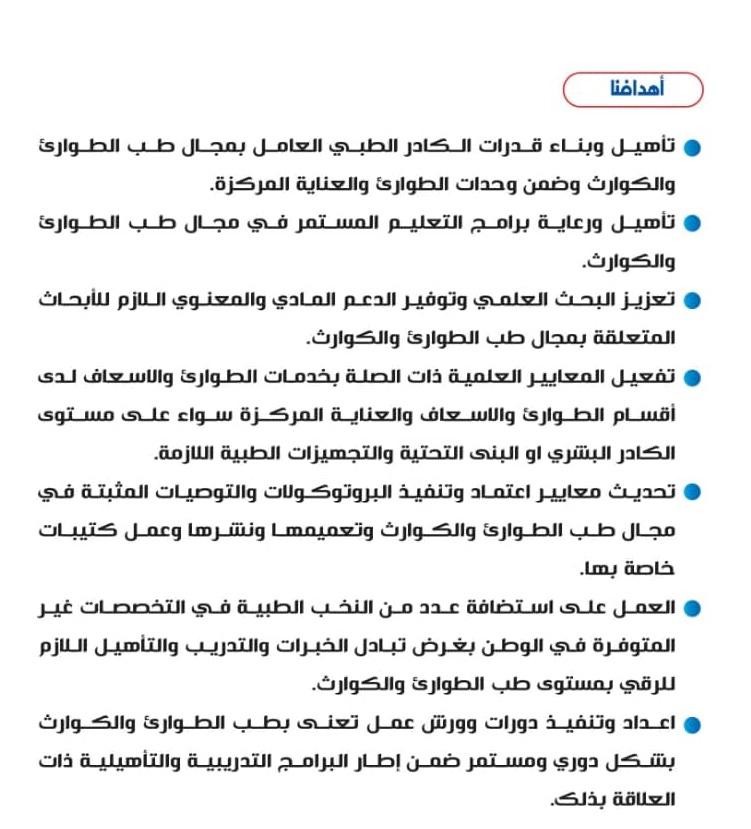 أهدافنا
تأهيل وبناء قدرات الكادر الطبي العامل بمجال طب الطوارئ
والكوارث وضمن وحدات الطوارئ والعناية المركزة.
تأهيل ورعاية برامج التعليم المستمر في مجال طب الطوارئ
والكوارث.
تعزيز البحث العلمي وتوفير الدعم المادي والمعنوي اللازم للأبحاث
المتعلقة بمجال طب الطوارئ والكوارث.
تفعيل المعايير العلمية ذات الصلة بخدمات الطوارئ والاسعاف لدى
أقسام الطوارئ والاسعاف والعناية المركزة سواء على مستوى
الكادر البشري او البنى التحتية والتجهيزات الطبية اللازمة.
تحديث معايير اعتماد وتنفيذ البروتوكولات والتوصيات المثبتة في
مجال طب الطوارئ والكوارث وتعميمها ونشرها وعمل كتيبات
خاصة بها.
العمل على استضافة عدد من النخب الطبية في التخصصات غير
المتوفرة في الوطن بغرض تبادل الخبرات والتدريب والتأهيل اللازم
للرقي بمستوى طب الطوارئ والكوارث.
اعداد وتنفيذ دورات وورش عمل تعنى بطب الطوارئ والكوارث
بشكل دوري ومستمر ضمن إطار البرامج التدريبية والتأهيلية ذات
العلاقة بذلك.